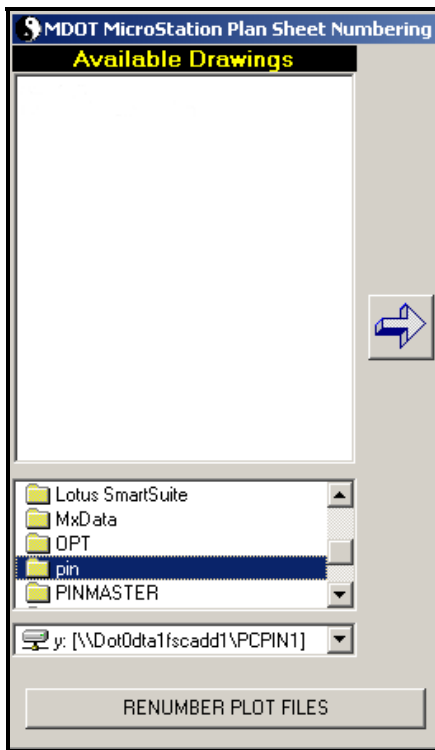 MDOT MicroStation Plan Sheet Numbering
Available Drawings
Lotus SmartSuite
MxData
OPT
pin
PINMASTER
y: [\\Dot0dta1fscadd1\PCPIN1]
RENUMBER PLOT FILES